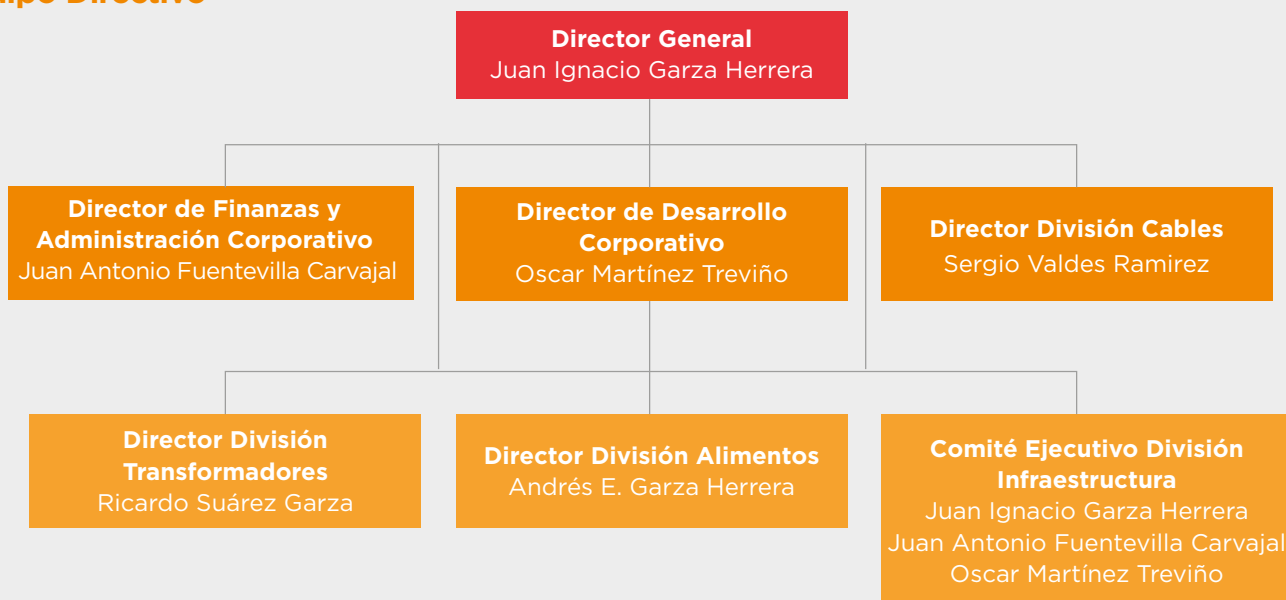 Directivo
Director General
Juan Ignacio Garza Herrera
Director de Finanzas y
Administración Corporativo
Juan Antonio Fuentevilla Carvajal
Director de Desarrollo
Corporativo
Oscar Martínez Treviño
Director División Cables
Sergio Valdes Ramirez
Director División
Transformadores
Ricardo Suárez Garza
Director División Alimentos
Andrés E. Garza Herrera
Comité Ejecutivo División
Infraestructura
Juan Ignacio Garza Herrera
Juan Antonio Fuentevilla Carvajal
Oscar Martínez Treviño